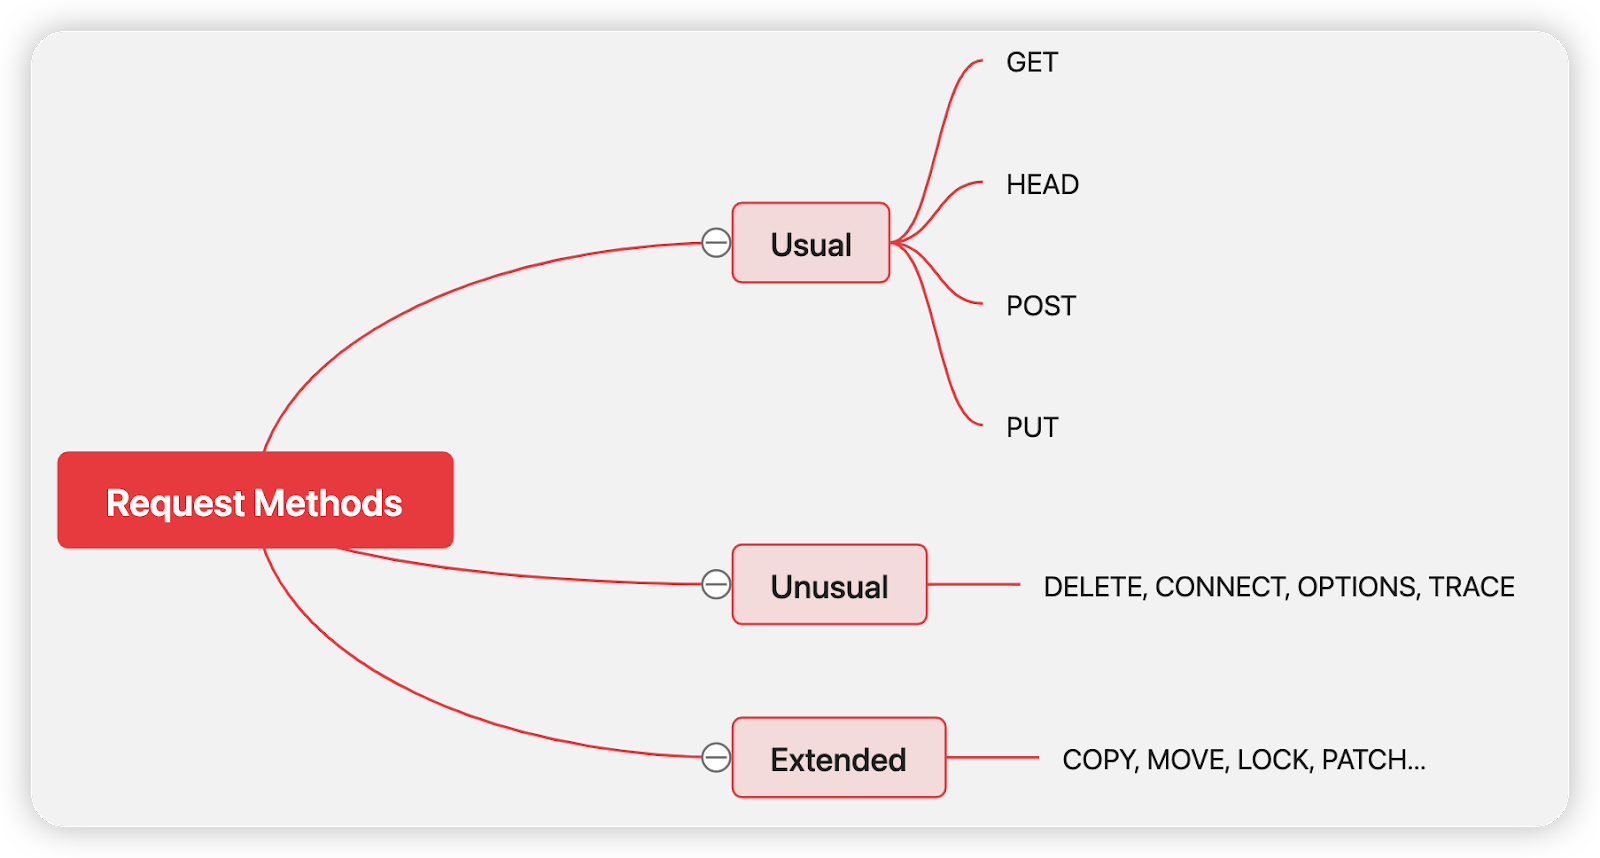 Request Methods
Usual
GET
HEAD
POST
PUT
Unusual
DELETE, CONNECT, OPTIONS, TRACE
Extended
COPY, MOVE, LOCK, PATCH...